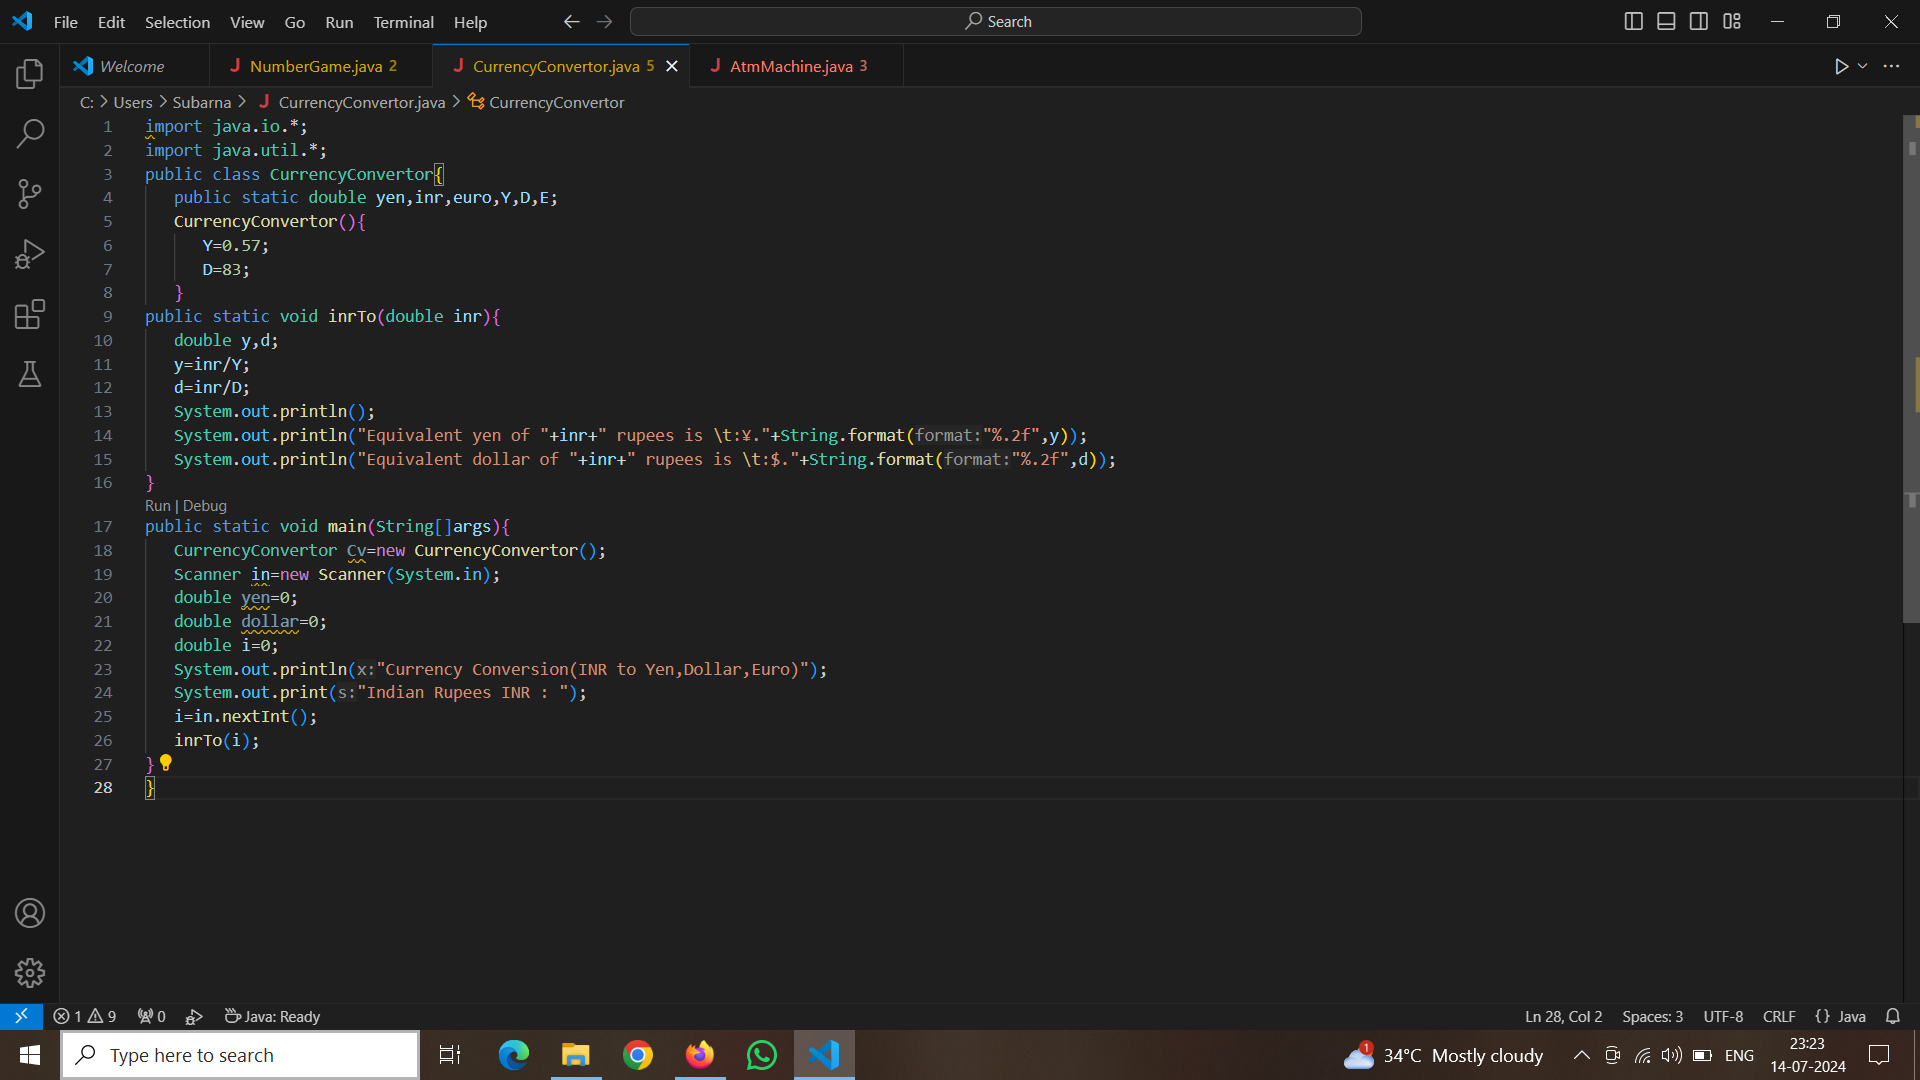 File Edit Selection View Go Run Terminal Help Search
Welcome J NumberGame.java 2 J CurrencyConvertor.java 5 J AtmMachine.java 3
C: > Users > Subarna > J CurrencyConvertor.java > CurrencyConvertor
1 import java.io.*;
2 import java.util.*;
3 public class CurrencyConvertor{
4 public static double yen,inr,euro,Y,D,E;
5 CurrencyConvertor(){
6 Y=0.57;
7 D=83;
8 }
9 public static void inrTo(double inr){
10 double y,d;
11 y=inr/Y;
12 d=inr/D;
13 System.out.println();
14 System.out.println("Equivalent yen of "+inr+" rupees is \t:¥."+String.format(format:"%.2f",y));
15 System.out.println("Equivalent dollar of "+inr+" rupees is \t:$."+String.format(format:"%.2f",d));
16 }
Run | Debug
17 public static void main(String[]args){
18 CurrencyConvertor Cv=new CurrencyConvertor();
19 Scanner in=new Scanner(System.in);
20 double yen=0;
21 double dollar=0;
22 double i=0;
23 System.out.println(x:"Currency Conversion(INR to Yen,Dollar,Euro)");
24 System.out.print(s:"Indian Rupees INR : ");
25 i=in.nextInt();
26 inrTo(i);
27 }
28 }
1 9 0 Java: Ready Ln 28, Col 2 Spaces: 3 UTF-8 CRLF {} Java
Type here to search 1 34°C Mostly cloudy ENG 23:23
14-07-2024